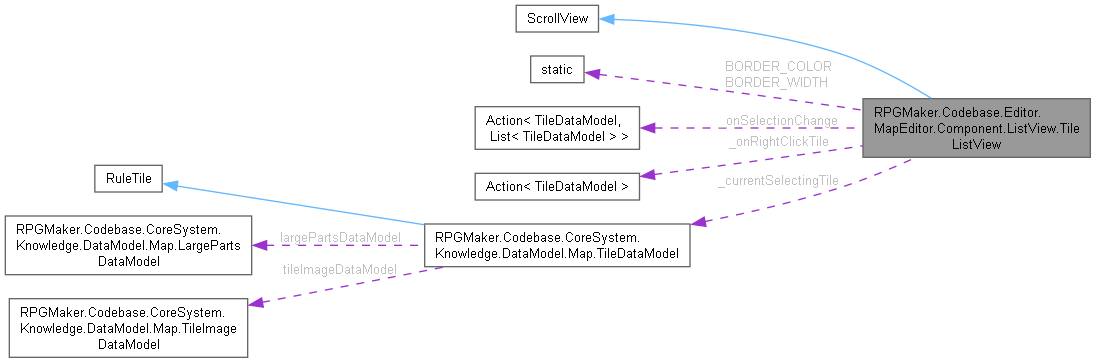 ScrollView
static
BORDER_COLOR
BORDER_WIDTH
RPGMaker.Codebase.Editor.
MapEditor.Component.ListView.Tile
ListView
Action< TileDataModel,
List< TileDataModel > >
_onSelectionChange
_onRightClickTile
Action< TileDataModel >
_currentSelectingTile
RuleTile
RPGMaker.Codebase.CoreSystem.
Knowledge.DataModel.Map.LargeParts
DataModel
largePartsDataModel
RPGMaker.Codebase.CoreSystem.
Knowledge.DataModel.Map.TileDataModel
tileImageDataModel
RPGMaker.Codebase.CoreSystem.
Knowledge.DataModel.Map.TileImage
DataModel